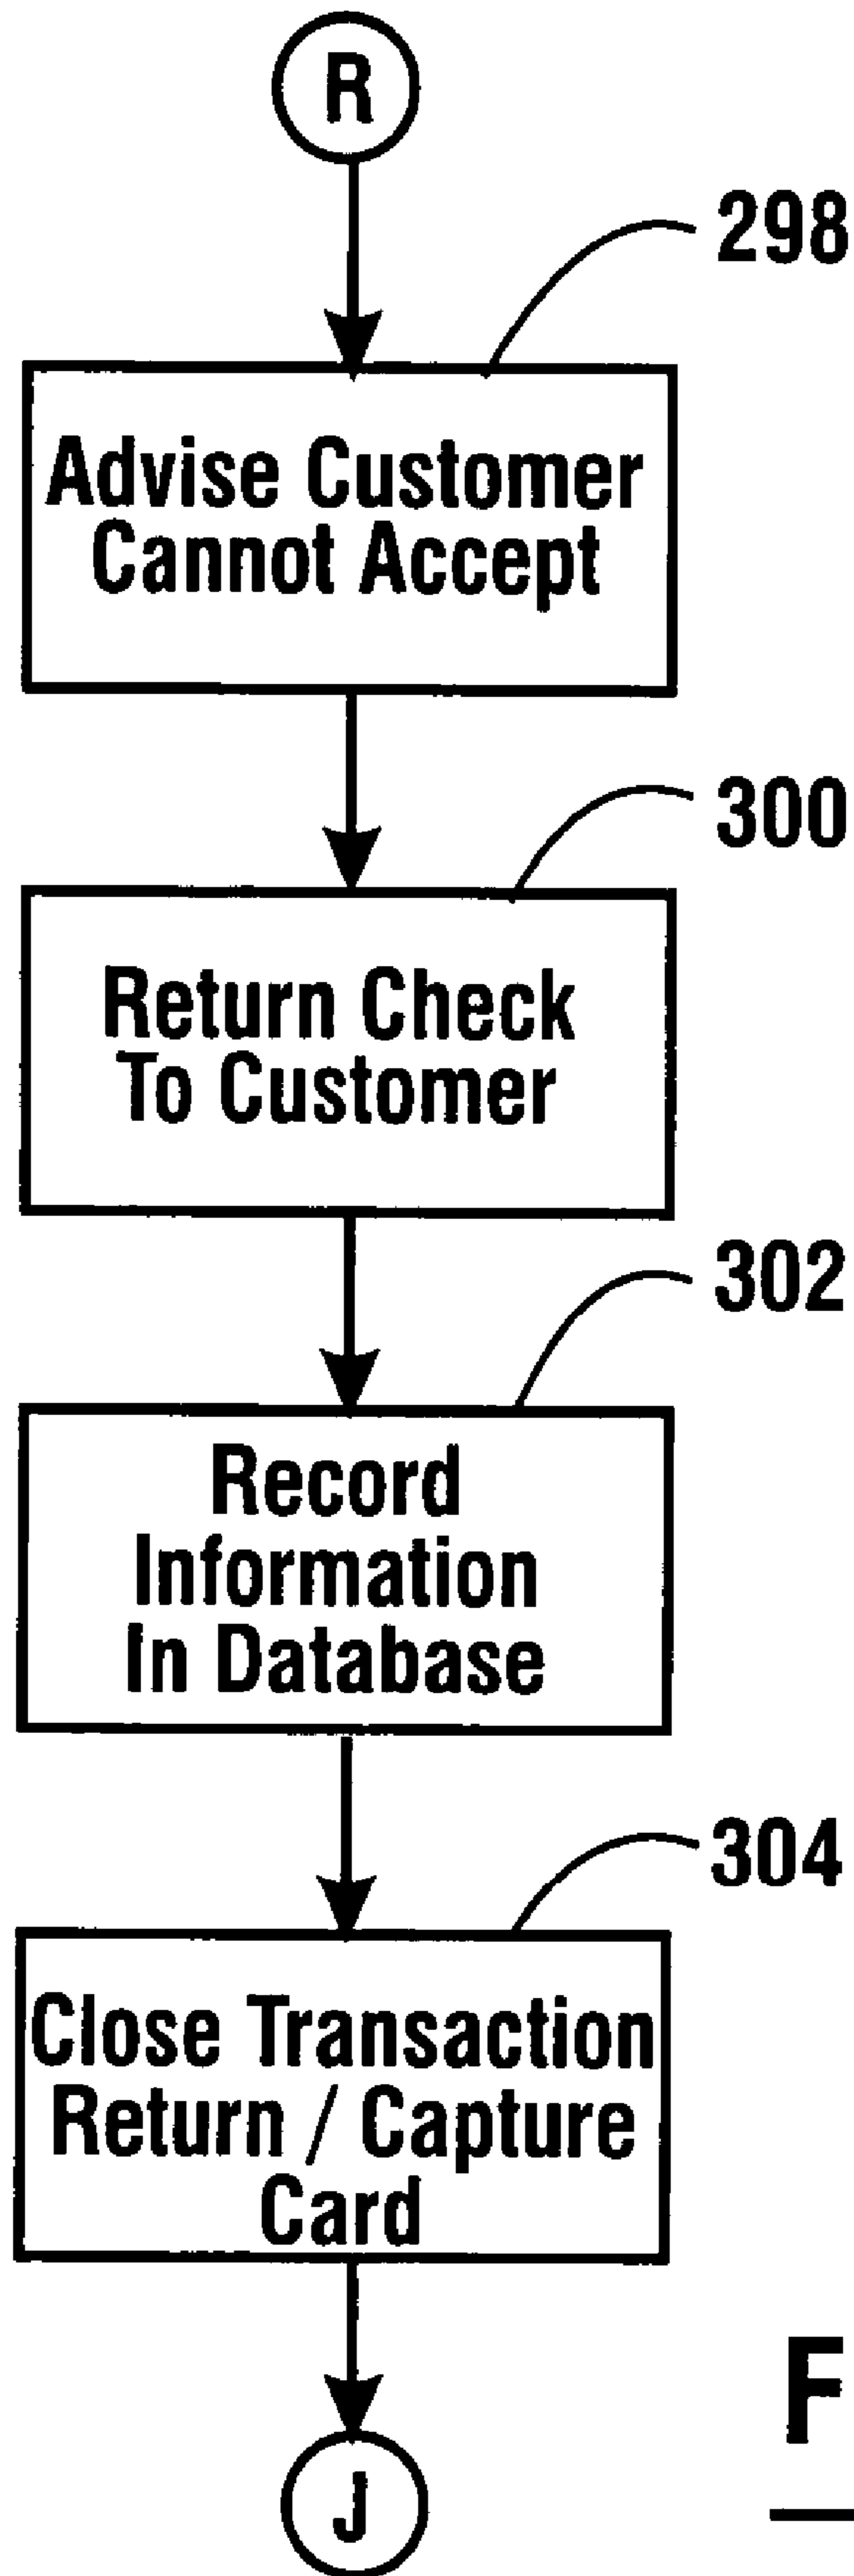 R
298
Advise Customer
Cannot Accept
300
Return Check
To Customer
302
Record
Information
In Database
304
Close Transaction
Return / Capture
Card
F
J